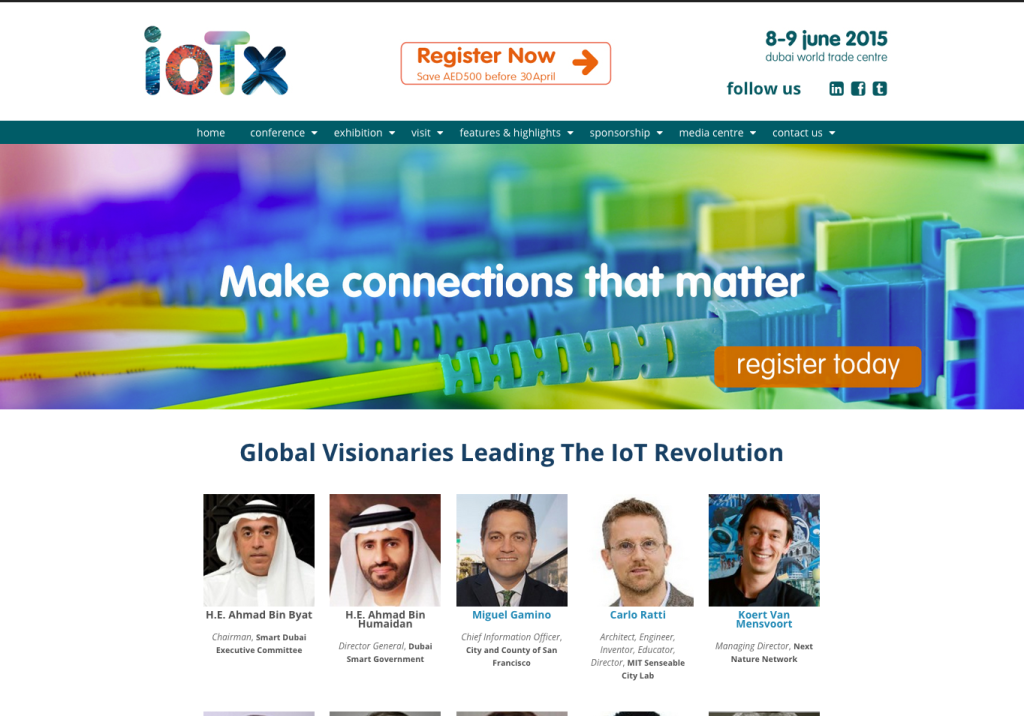 ioTx
Register Now
Save AED500 before 30April
8-9 june 2015
dubai world trade centre
follow us
in f t
home conference exhibition visit features & highlights sponsorship media centre contact us
Make connections that matter
register today
Global Visionaries Leading The IoT Revolution
H.E. Ahmad Bin Byat
Chairman, Smart Dubai
Executive Committee
H.E. Ahmad Bin
Humaidan
Director General, Dubai
Smart Government
Miguel Gamino
Chief Information Officer,
City and County of San
Francisco
Carlo Ratti
Architect, Engineer,
Inventor, Educator,
Director, MIT Senseable
City Lab
Koert Van
Mensvoort
Managing Director, Next
Nature Network